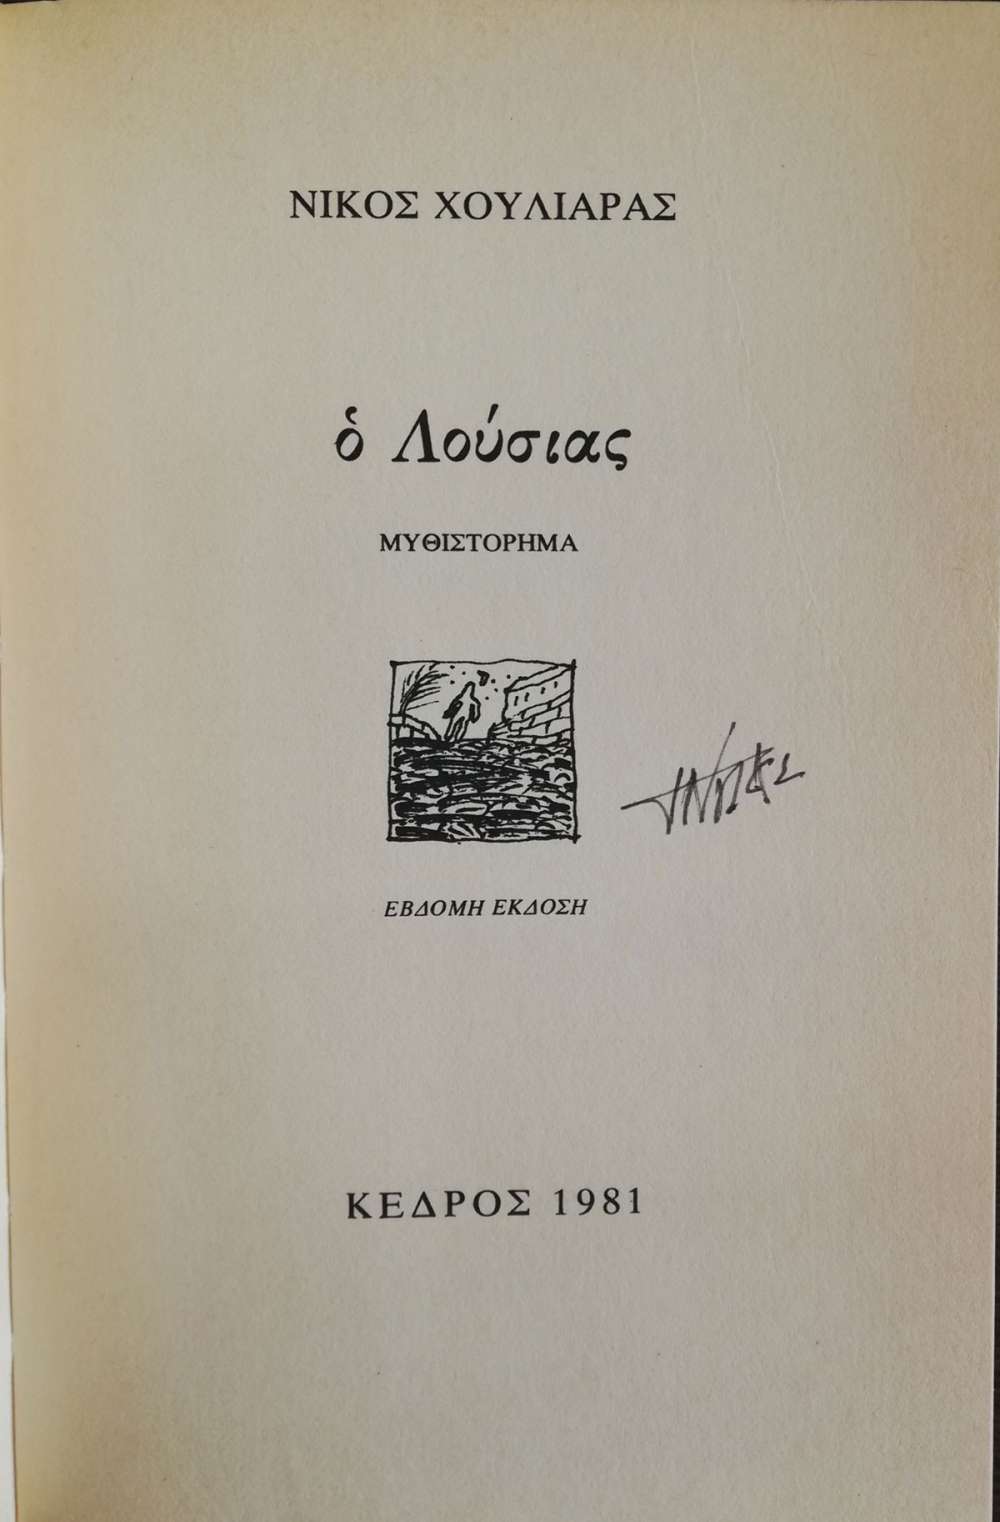 ΝΙΚΟΣ ΧΟΥΛΙΑΡΑΣ
ὁ Λούσιας
ΜΥΘΙΣΤΟΡΗΜΑ
ΕΒΔΟΜΗ ΕΚΔΟΣΗ
ΚΕΔΡΟΣ 1981